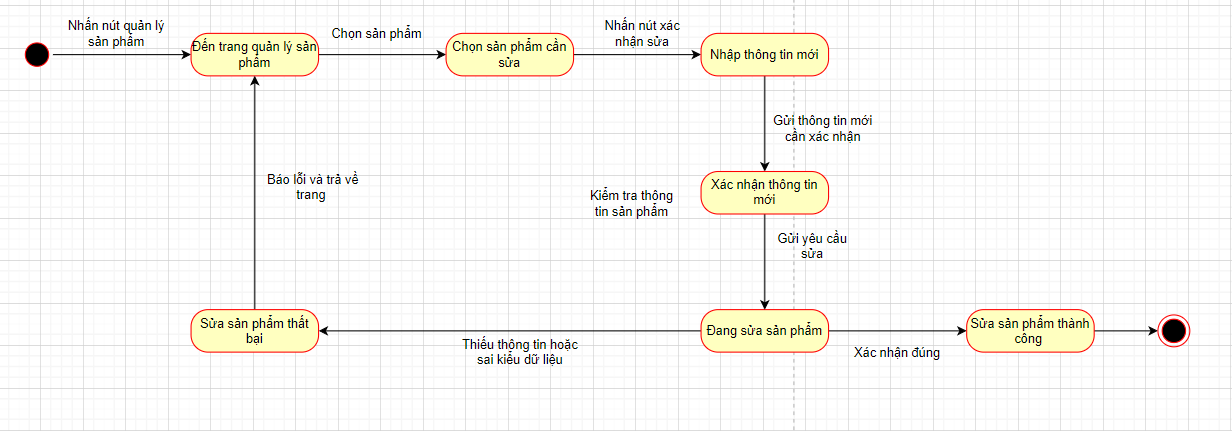 Nhấn nút quản lý
sản phẩm
Đến trang quản lý sản
phẩm
Chọn sản phẩm
Chọn sản phẩm cần
sửa
Nhấn nút xác
nhận sửa
Nhập thông tin mới
Gửi thông tin mới
cần xác nhận
Xác nhận thông tin
mới
Kiểm tra thông
tin sản phẩm
Gửi yêu cầu
sửa
Báo lỗi và trả về
trang
Sửa sản phẩm thất
bại
Thiếu thông tin hoặc
sai kiểu dữ liệu
Đang sửa sản phẩm
Xác nhận đúng
Sửa sản phẩm thành
công